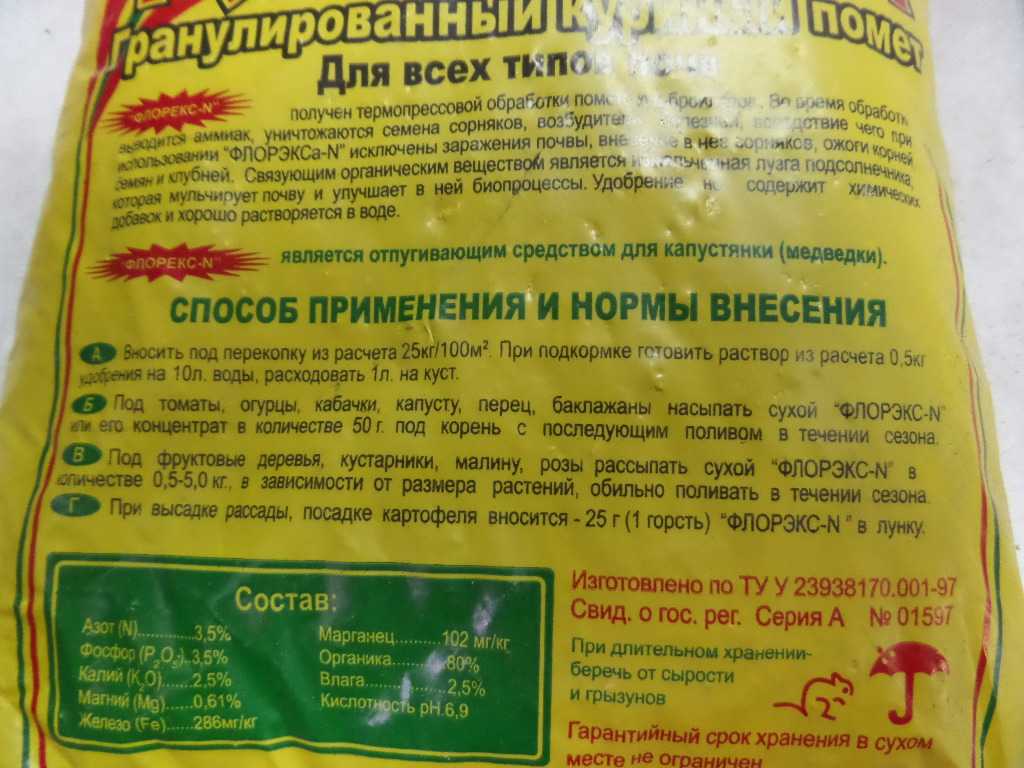 Гранулированный куриный помет
Для всех типов почв
"ФЛОРЕКС-N" получен термопрессовой обработки помета Во время обработки
выводится аммиак, уничтожаются семена сорняков, возбудители болезней, вследствие чего при
использовании "ФЛОРЭКСа-N" исключены заражения почвы, внесение в нее сорняков, ожоги корней
семян и клубней. Связующим органическим веществом является измельченная лузга подсолнечника,
которая мульчирует почву и улучшает в ней биопроцессы. Удобрение не содержит химических
добавок и хорошо растворяется в воде.
"ФЛОРЕКС-N" является отпугивающим средством для капустянки (медведки).
СПОСОБ ПРИМЕНЕНИЯ И НОРМЫ ВНЕСЕНИЯ
А Вносить под перекопку из расчета 25кг/100м². При подкормке готовить раствор из расчета 0,5кг
удобрения на 10л. воды, расходовать 1л. на куст.
Б Под томаты, огурцы, кабачки, капусту, перец, баклажаны насыпать сухой "ФЛОРЭКС-N"
или его концентрат в количестве 50 г. под корень с последующим поливом в течении сезона.
В Под фруктовые деревья, кустарники, малину, розы рассыпать сухой "ФЛОРЭКС-N" в
количестве 0,5-5,0 кг., в зависимости от размера растений, обильно поливать в течении сезона.
Г При высадке рассады, посадке картофеля вносится - 25 г (1 горсть) "ФЛОРЭКС-N" в лунку.
Состав:
Азот (N).............3,5%
Фосфор (P₂O₅)..3,5%
Калий (K₂O)......2,5%
Магний (Mg)......0,61%
Железо (Fe)......286мг/кг
Марганец..........102 мг/кг
Органика...........80%
Влага..................2,5%
Кислотность pH.6,9
Изготовлено по ТУ У 23938170.001-97
Свид. о гос. рег. Серия А № 01597
При длительном хранении-
беречь от сырости
и грызунов
Гарантийный срок хранения в сухом
месте не ограничен